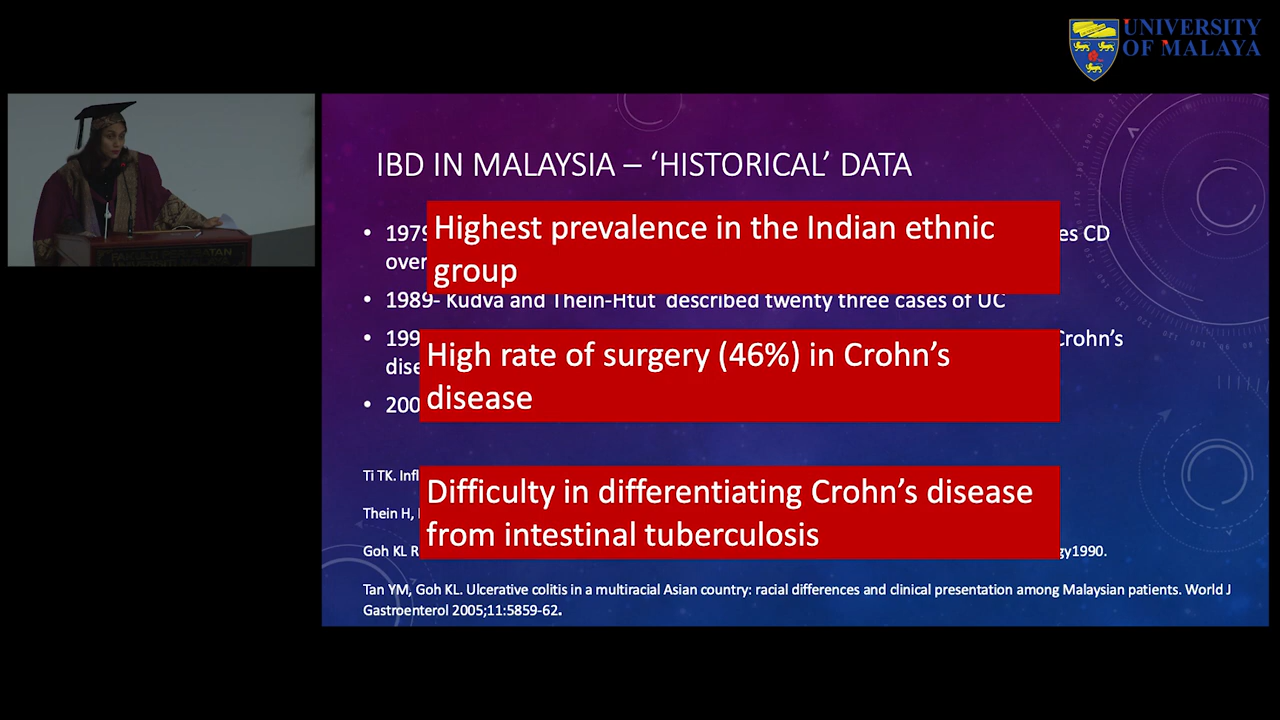 UNIVERSITY
OF MALAYA
IBD IN MALAYSIA – ‘HISTORICAL’ DATA
• 1979 es CD
over
Highest prevalence in the Indian ethnic
group
• 1989- Kudva and Thein-Htut described twenty three cases of UC
• 199 Crohn’s
dise
High rate of surgery (46%) in Crohn’s
disease
• 200
Ti TK. Infl
Thein H,
Difficulty in differentiating Crohn’s disease
from intestinal tuberculosis
Goh KL R gy1990.
Tan YM, Goh KL. Ulcerative colitis in a multiracial Asian country: racial differences and clinical presentation among Malaysian patients. World J
Gastroenterol 2005;11:5859-62.